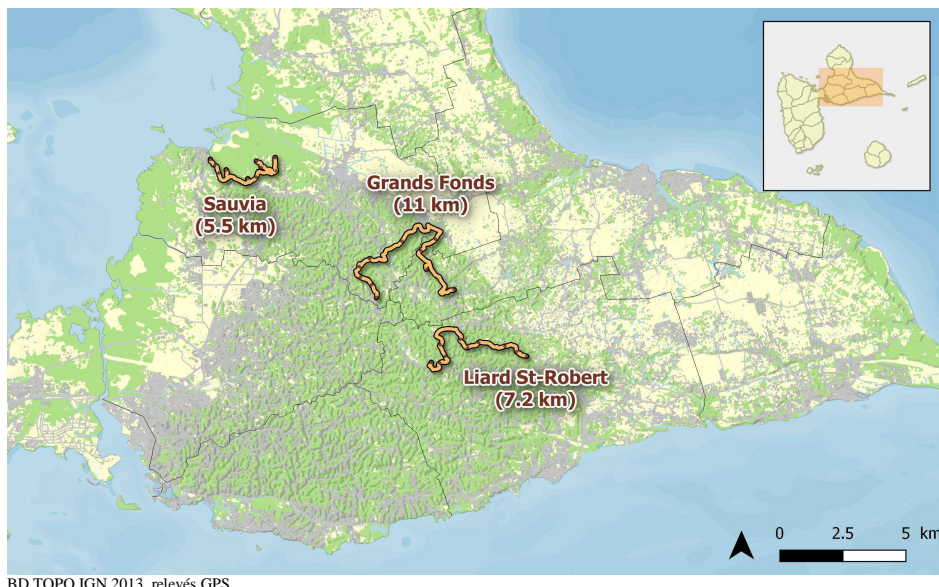 Grands Fonds
(11 km)
Sauvia
(5.5 km)
Liard St-Robert
(7.2 km)
0 2.5 5 km
BD TOPO IGN 2013, relevés GPS